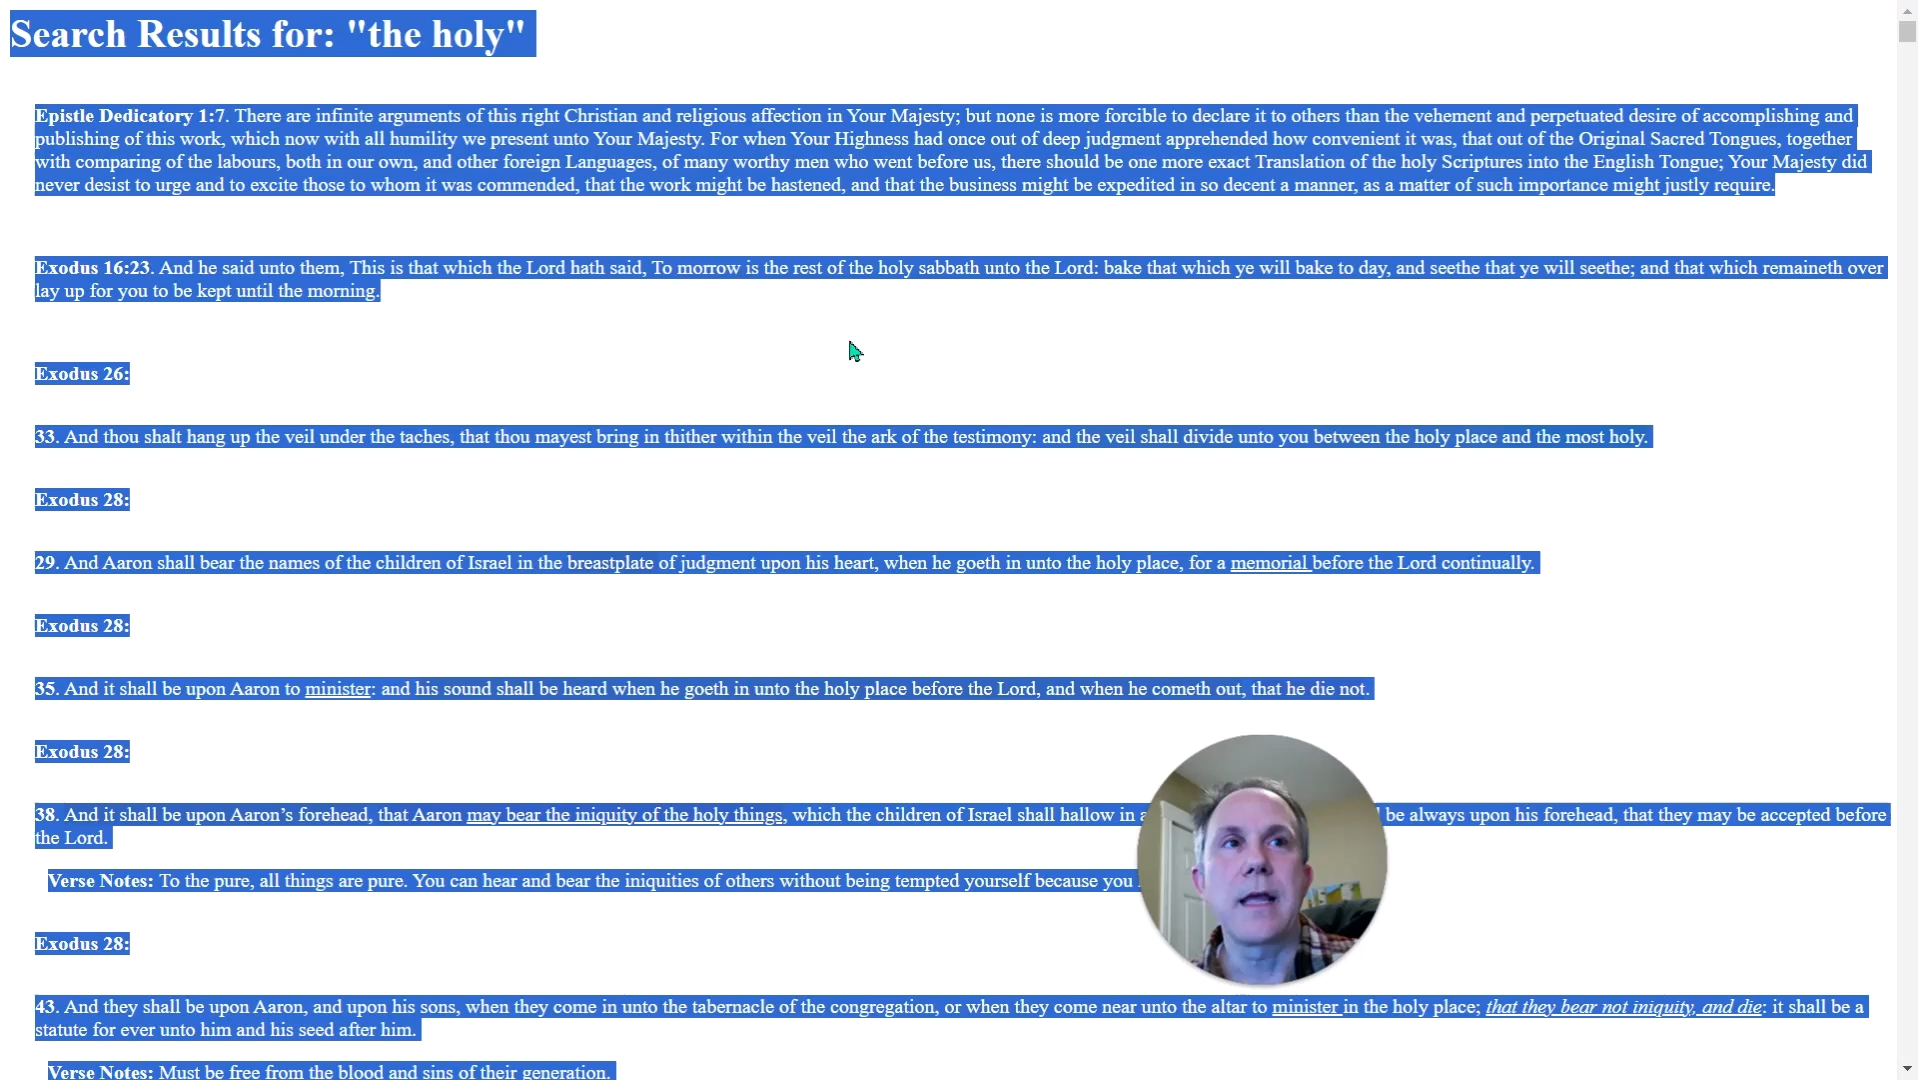 Search Results for: "the holy"
Epistle Dedicatory 1:7. There are infinite arguments of this right Christian and religious affection in Your Majesty; but none is more forcible to declare it to others than the vehement and perpetuated desire of accomplishing and
publishing of this work, which now with all humility we present unto Your Majesty. For when Your Highness had once out of deep judgment apprehended how convenient it was, that out of the Original Sacred Tongues, together
with comparing of the labours, both in our own, and other foreign Languages, of many worthy men who went before us, there should be one more exact Translation of the holy Scriptures into the English Tongue; Your Majesty did
never desist to urge and to excite those to whom it was commended, that the work might be hastened, and that the business might be expedited in so decent a manner, as a matter of such importance might justly require.
Exodus 16:23. And he said unto them, This is that which the Lord hath said, To morrow is the rest of the holy sabbath unto the Lord: bake that which ye will bake to day, and seethe that ye will seethe; and that which remaineth over
lay up for you to be kept until the morning.
Exodus 26:
33. And thou shalt hang up the veil under the taches, that thou mayest bring in thither within the veil the ark of the testimony: and the veil shall divide unto you between the holy place and the most holy.
Exodus 28:
29. And Aaron shall bear the names of the children of Israel in the breastplate of judgment upon his heart, when he goeth in unto the holy place, for a memorial before the Lord continually.
Exodus 28:
35. And it shall be upon Aaron to minister: and his sound shall be heard when he goeth in unto the holy place before the Lord, and when he cometh out, that he die not.
Exodus 28:
38. And it shall be upon Aaron’s forehead, that Aaron may bear the iniquity of the holy things, which the children of Israel shall hallow in be always upon his forehead, that they may be accepted before
the Lord.
Verse Notes: To the pure, all things are pure. You can hear and bear the iniquities of others without being tempted yourself because you
Exodus 28:
43. And they shall be upon Aaron, and upon his sons, when they come in unto the tabernacle of the congregation, or when they come near unto the altar to minister in the holy place; that they bear not iniquity, and die: it shall be a
statute for ever unto him and his seed after him.
Verse Notes: Must be free from the blood and sins of their generation.